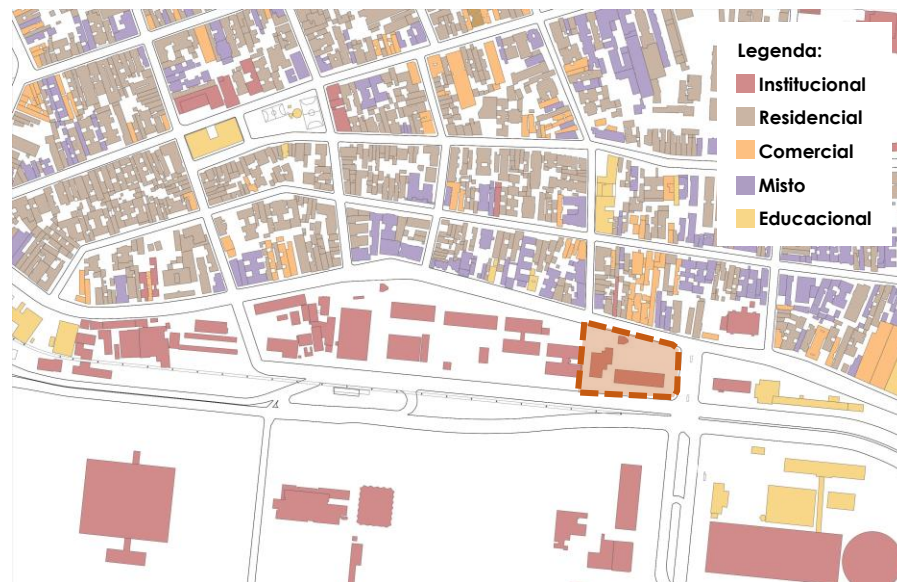 Legenda:
Institucional
Residencial
Comercial
Misto
Educacional